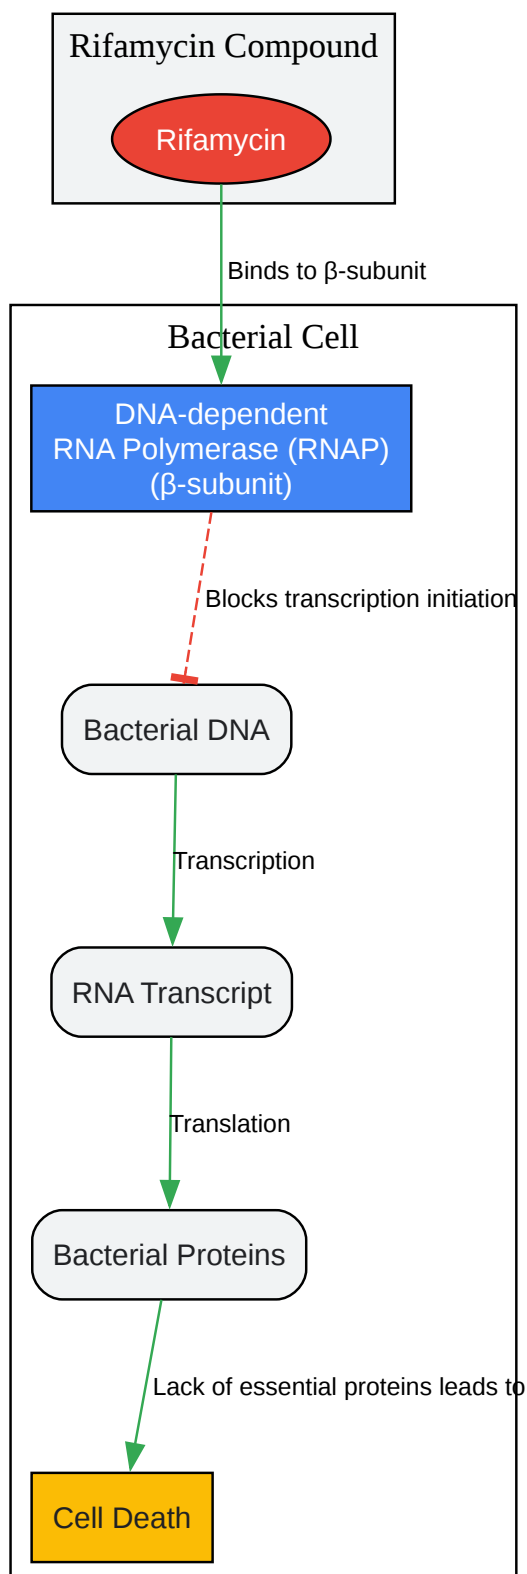 Rifamycin Compound
Rifamycin
Binds to β-subunit
Bacterial Cell
DNA-dependent
RNA Polymerase (RNAP)
(β-subunit)
Blocks transcription initiation
Bacterial DNA
Transcription
RNA Transcript
Translation
Bacterial Proteins
Lack of essential proteins leads to
Cell Death